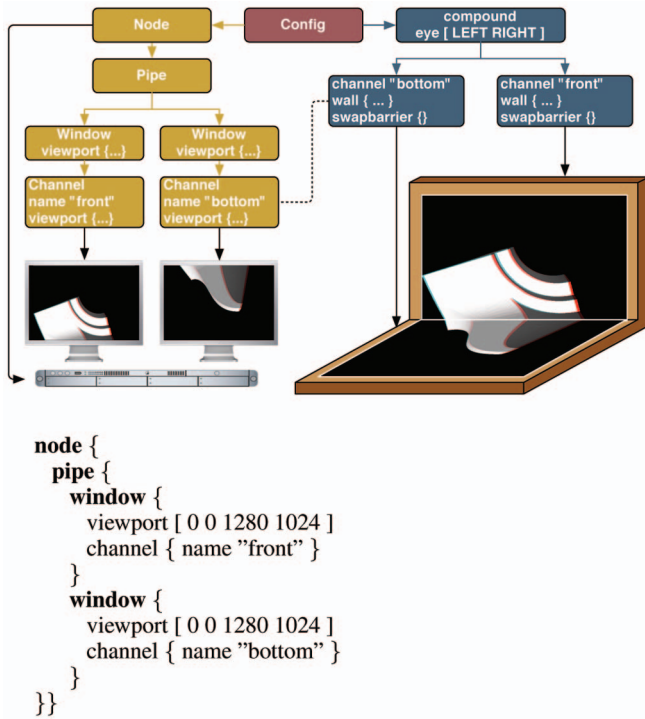 Node
Config
compound
eye [ LEFT RIGHT ]
Pipe
channel "bottom"
wall { ... }
swapbarrier {}
channel "front"
wall { ... }
swapbarrier {}
Window
viewport {...}
Window
viewport {...}
Channel
name "front"
viewport {...}
Channel
name "bottom"
viewport {...}
node {
pipe {
window {
viewport [ 0 0 1280 1024 ]
channel { name ”front” }
}
window {
viewport [ 0 0 1280 1024 ]
channel { name ”bottom” }
}
}}